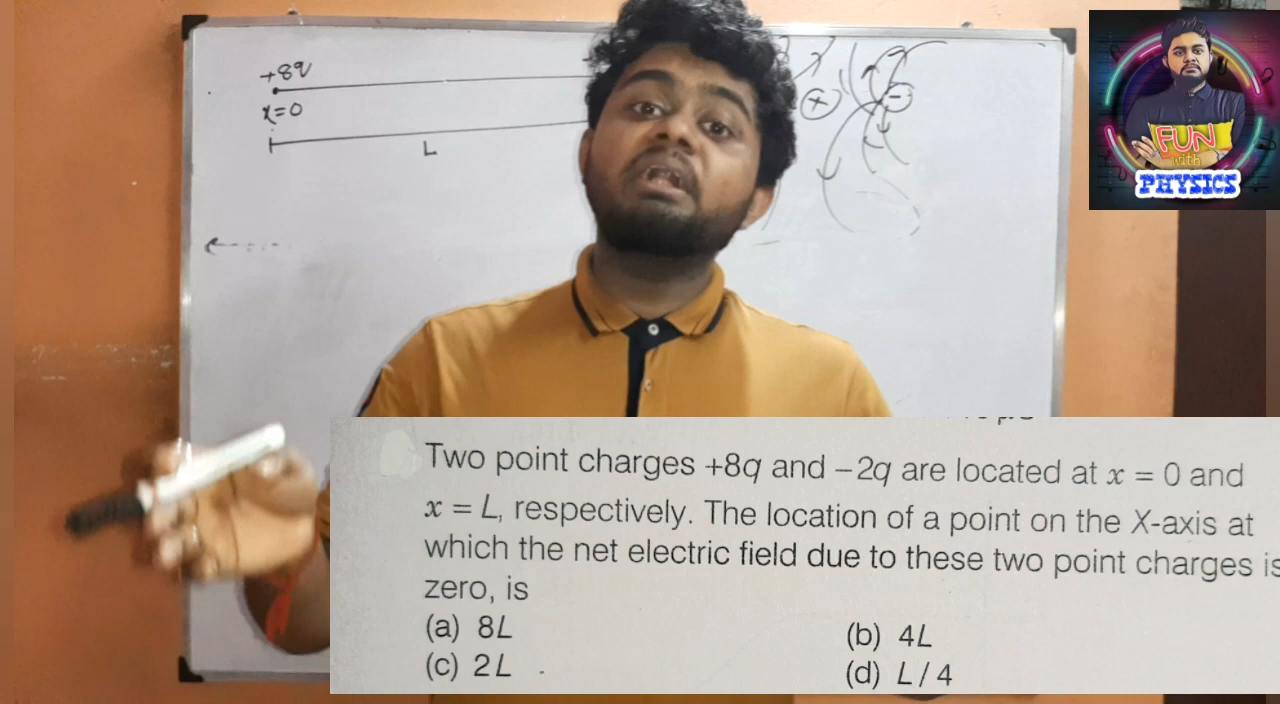 +8q
x=0
L
+
-
FUN
with
PHYSICS
Two point charges +8q and – 2q are located at x = 0 and
x = L, respectively. The location of a point on the X-axis at
which the net electric field due to these two point charges is
zero, is
(a) 8L
(b) 4L
(c) 2L
(d) L/4